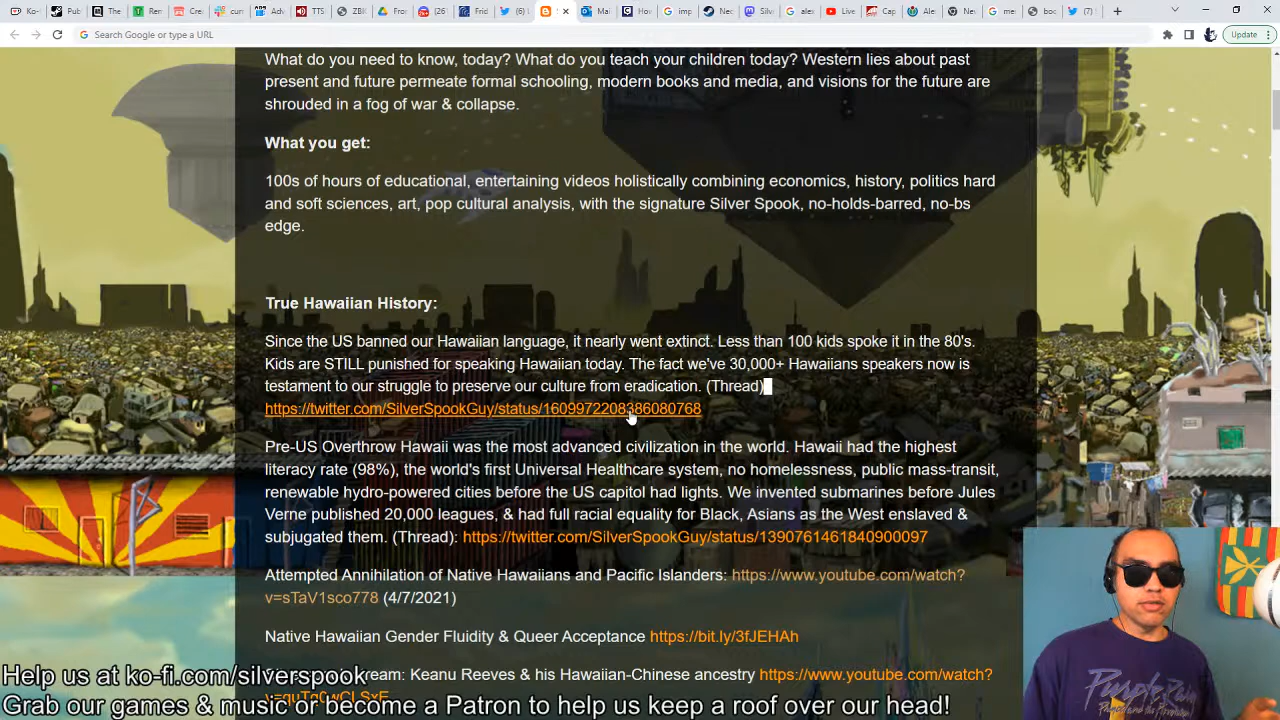 Search Google or type a URL
Update
What do you need to know, today? What do you teach your children today? Western lies about past
present and future permeate formal schooling, modern books and media, and visions for the future are
shrouded in a fog of war & collapse.
What you get:
100s of hours of educational, entertaining videos holistically combining economics, history, politics hard
and soft sciences, art, pop cultural analysis, with the signature Silver Spook, no-holds-barred, no-bs
edge.
True Hawaiian History:
Since the US banned our Hawaiian language, it nearly went extinct. Less than 100 kids spoke it in the 80's.
Kids are STILL punished for speaking Hawaiian today. The fact we've 30,000+ Hawaiians speakers now is
testament to our struggle to preserve our culture from eradication. (Thread)
https://twitter.com/SilverSpookGuy/status/1609972208386080768
Pre-US Overthrow Hawaii was the most advanced civilization in the world. Hawaii had the highest
literacy rate (98%), the world's first Universal Healthcare system, no homelessness, public mass-transit,
renewable hydro-powered cities before the US capitol had lights. We invented submarines before Jules
Verne published 20,000 leagues, & had full racial equality for Black, Asians as the West enslaved &
subjugated them. (Thread): https://twitter.com/SilverSpookGuy/status/1390761461840900097
Attempted Annihilation of Native Hawaiians and Pacific Islanders: https://www.youtube.com/watch?
v=sTaV1sco778 (4/7/2021)
Native Hawaiian Gender Fluidity & Queer Acceptance https://bit.ly/3fJEHAh
Keanu Reeves & his Hawaiian-Chinese ancestry https://www.youtube.com/watch?
Help us at ko-fi.com/silverspook
Grab our games & music or become a Patron to help us keep a roof over our head!